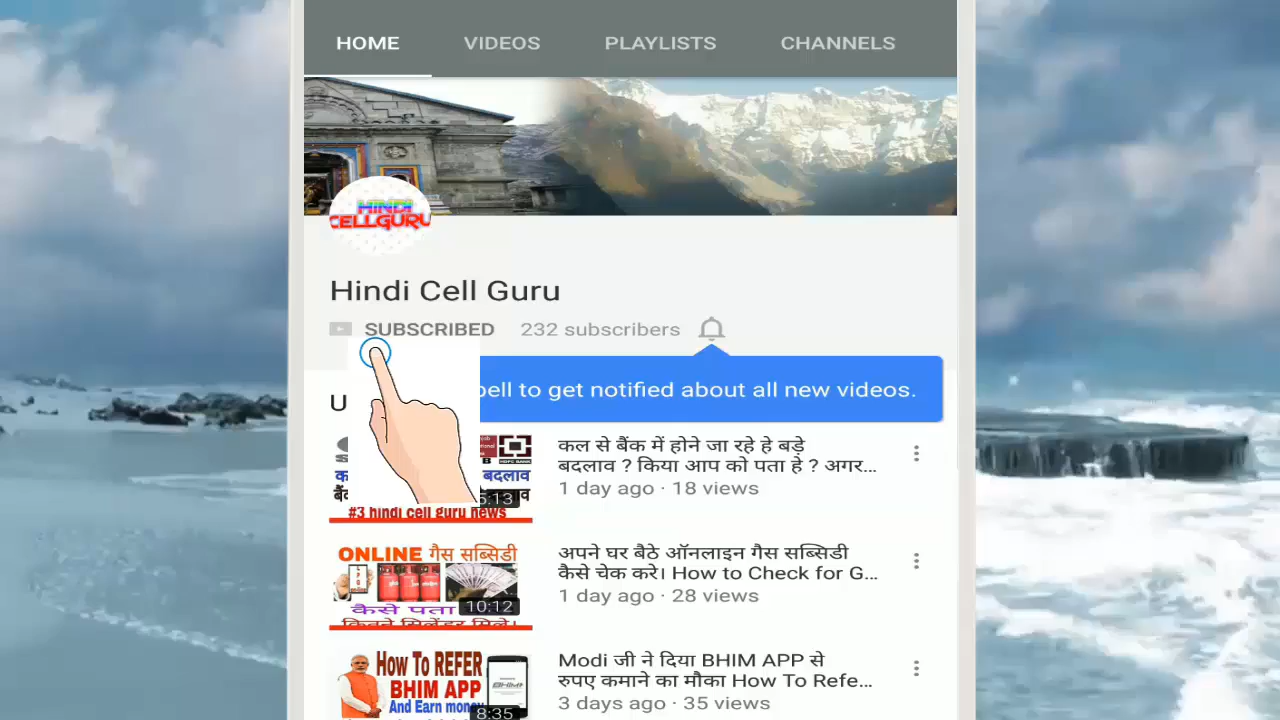 HOME VIDEOS PLAYLISTS CHANNELS
HINDI
CELLGURU
Hindi Cell Guru
SUBSCRIBED 232 subscribers
bell to get notified about all new videos.
U
कल से बैंक में होने जा रहे हे बड़े
बदलाव ? किया आप को पता हे ? अगर...
1 day ago · 18 views
बदलाव
5:13
#3 hindi cell guru news
ONLINE गैस सब्सिडी
10:12
कैसे पता
कितने सिलेंडर मिले।
अपने घर बैठे ऑनलाइन गैस सब्सिडी
कैसे चेक करे। How to Check for G...
1 day ago · 28 views
How To REFER
BHIM APP
And Earn money
8:35
Modi जी ने दिया BHIM APP से
रुपए कमाने का मौका How To Refe...
3 days ago · 35 views